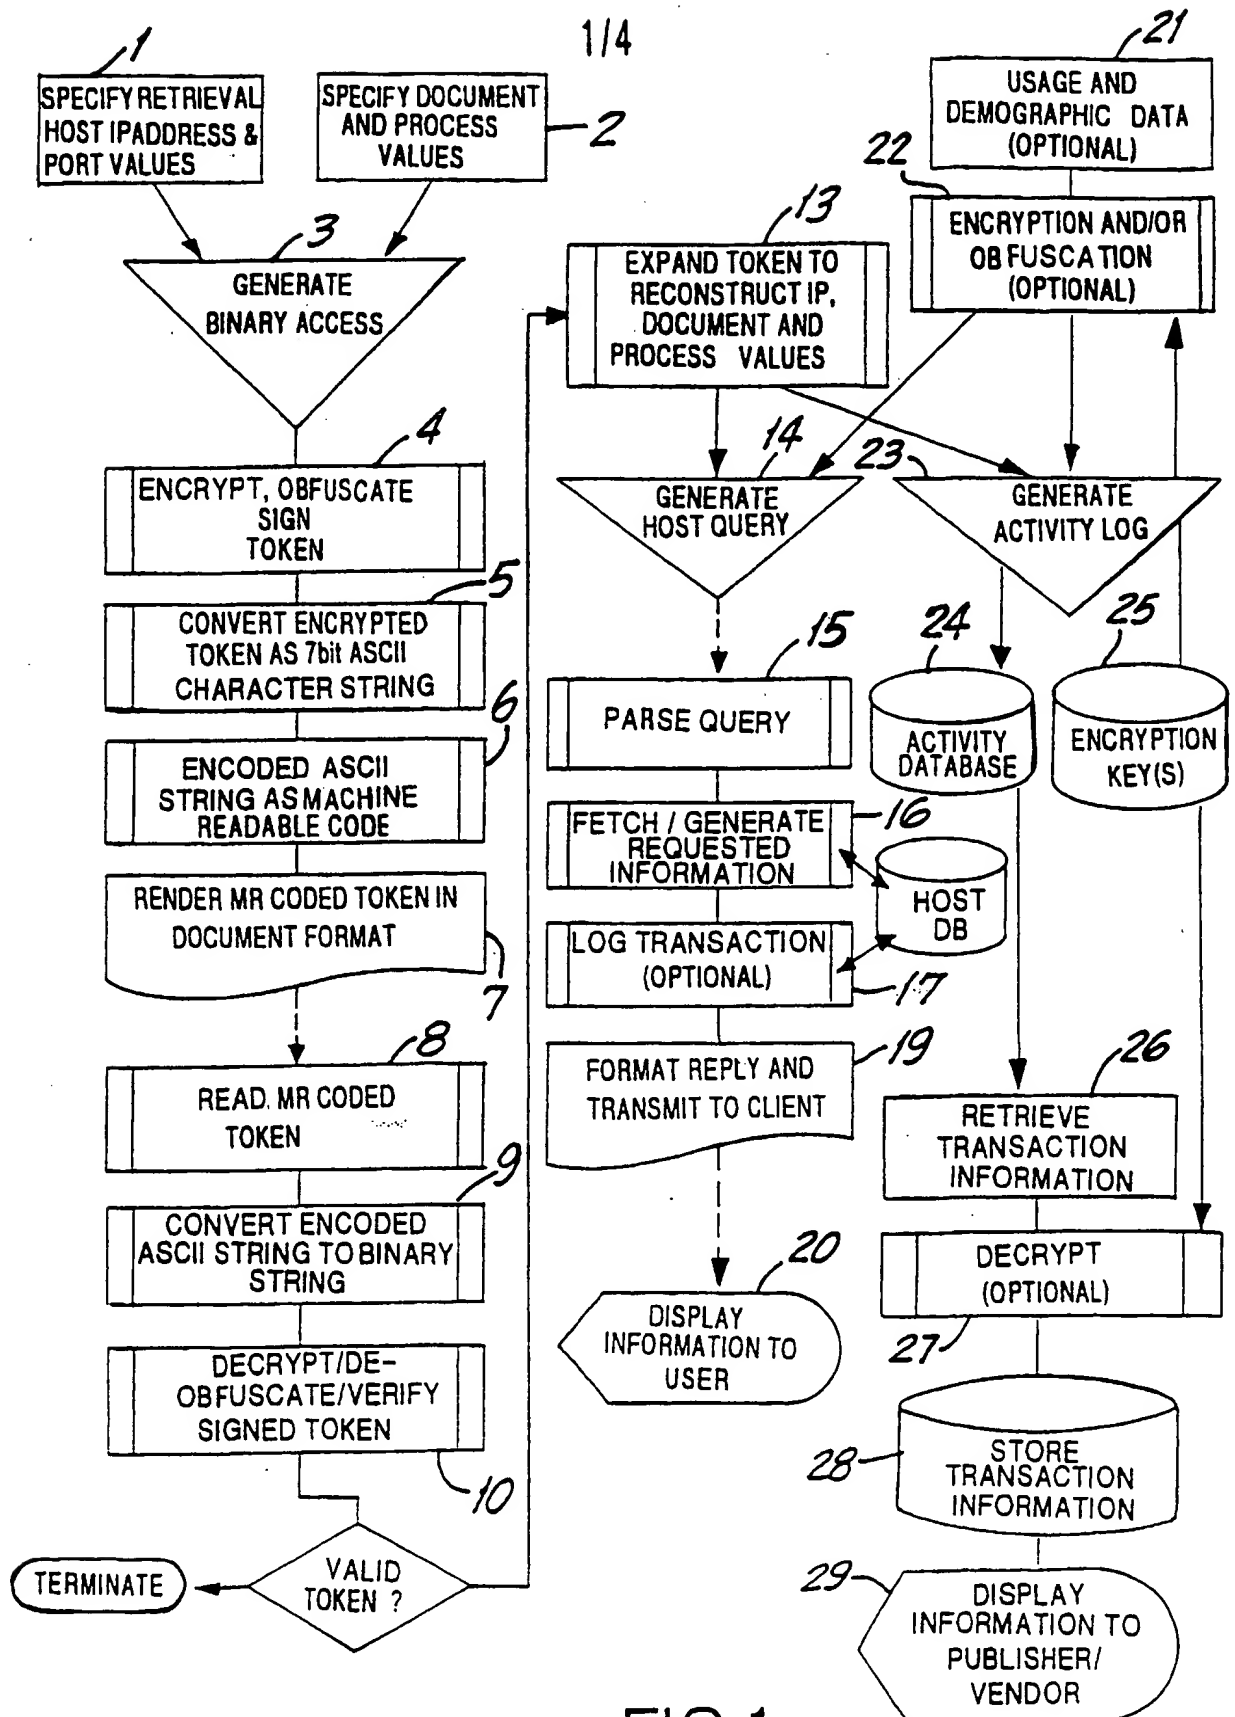 1/4
1
SPECIFY RETRIEVAL
HOST IPADDRESS &
PORT VALUES
SPECIFY DOCUMENT
AND PROCESS
VALUES
2
3
GENERATE
BINARY ACCESS
4
ENCRYPT, OBFUSCATE
SIGN
TOKEN
5
CONVERT ENCRYPTED
TOKEN AS 7bit ASCII
CHARACTER STRING
6
ENCODED ASCII
STRING AS MACHINE
READABLE CODE
RENDER MR CODED TOKEN IN
DOCUMENT FORMAT
7
8
READ MR CODED
TOKEN
9
CONVERT ENCODED
ASCII STRING TO BINARY
STRING
DECRYPT/DE-
OBFUSCATE/VERIFY
SIGNED TOKEN
10
VALID
TOKEN ?
TERMINATE
13
EXPAND TOKEN TO
RECONSTRUCT IP,
DOCUMENT AND
PROCESS VALUES
14
GENERATE
HOST QUERY
15
PARSE QUERY
16
FETCH / GENERATE
REQUESTED
INFORMATION
HOST
DB
LOG TRANSACTION
(OPTIONAL)
17
19
FORMAT REPLY AND
TRANSMIT TO CLIENT
20
DISPLAY
INFORMATION TO
USER
21
USAGE AND
DEMOGRAPHIC DATA
(OPTIONAL)
22
ENCRYPTION AND/OR
OBFUSCATION
(OPTIONAL)
23
GENERATE
ACTIVITY LOG
24
ACTIVITY
DATABASE
25
ENCRYPTION
KEY(S)
26
RETRIEVE
TRANSACTION
INFORMATION
DECRYPT
(OPTIONAL)
27
28
STORE
TRANSACTION
INFORMATION
29
DISPLAY
INFORMATION TO
PUBLISHER/
VENDOR
FIG 1